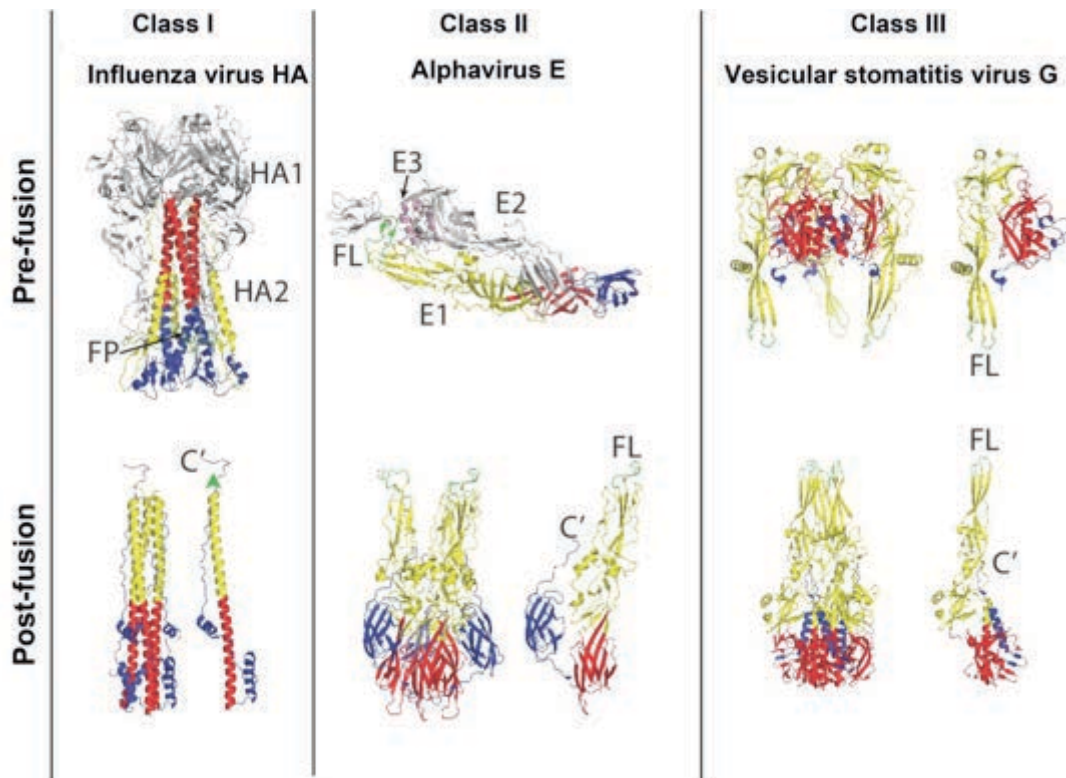 Class I
Class II
Class III
Influenza virus HA
Alphavirus E
Vesicular stomatitis virus G
Pre-fusion
HA1
HA2
FP
E3
E2
FL
E1
FL
Post-fusion
C'
FL
C'
FL
C'